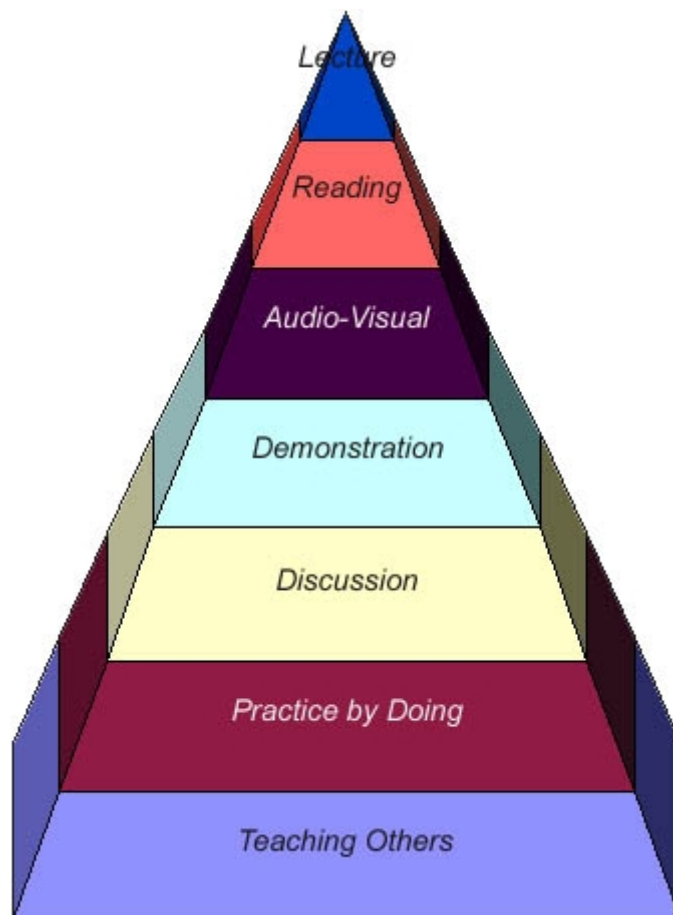 Lecture
Reading
Audio-Visual
Demonstration
Discussion
Practice by Doing
Teaching Others